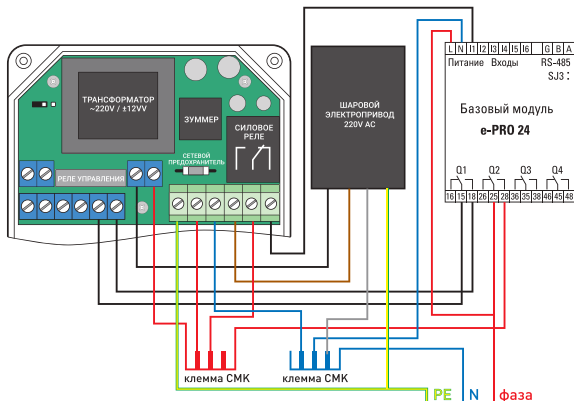 ТРАНСФОРМАТОР
~220V / ±12VV
ЗУММЕР
СИЛОВОЕ
РЕЛЕ
СЕТЕВОЙ
ПРЕДОХРАНИТЕЛЬ
РЕЛЕ УПРАВЛЕНИЯ
ШАРОВОЙ
ЭЛЕКТРОПРИВОД
220V AC
L N I1 I2 I3 I4 I5 I6 G B A
Питание Входы RS-485
SJ3 :
Базовый модуль
e-PRO 24
Q1 Q2 Q3 Q4
16 15 18 26 25 28 36 35 38 46 45 48
клемма СМК клемма СМК
PE N фаза